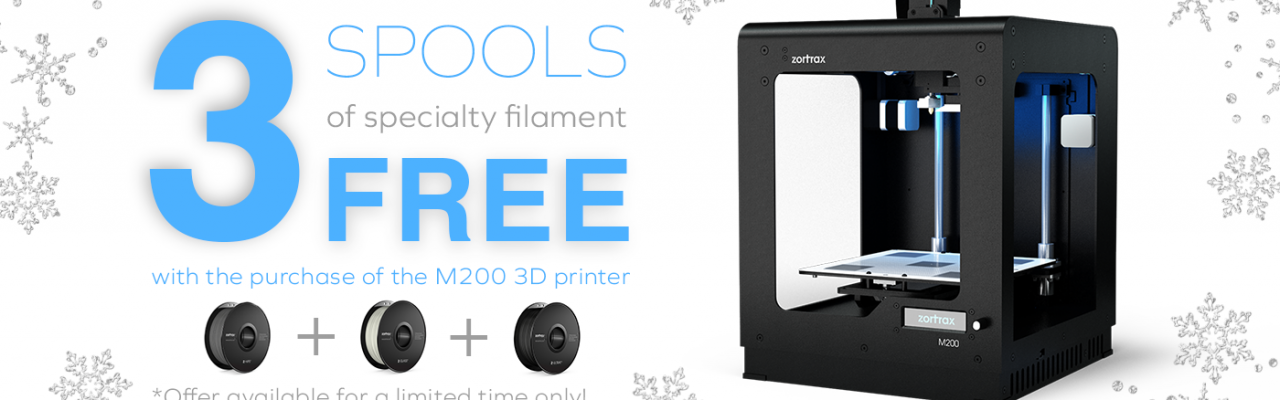 3 SPOOLS
of specialty filament
FREE
with the purchase of the M200 3D printer
+ +
*Offer available for a limited time only!
zortrax
zortrax
M200